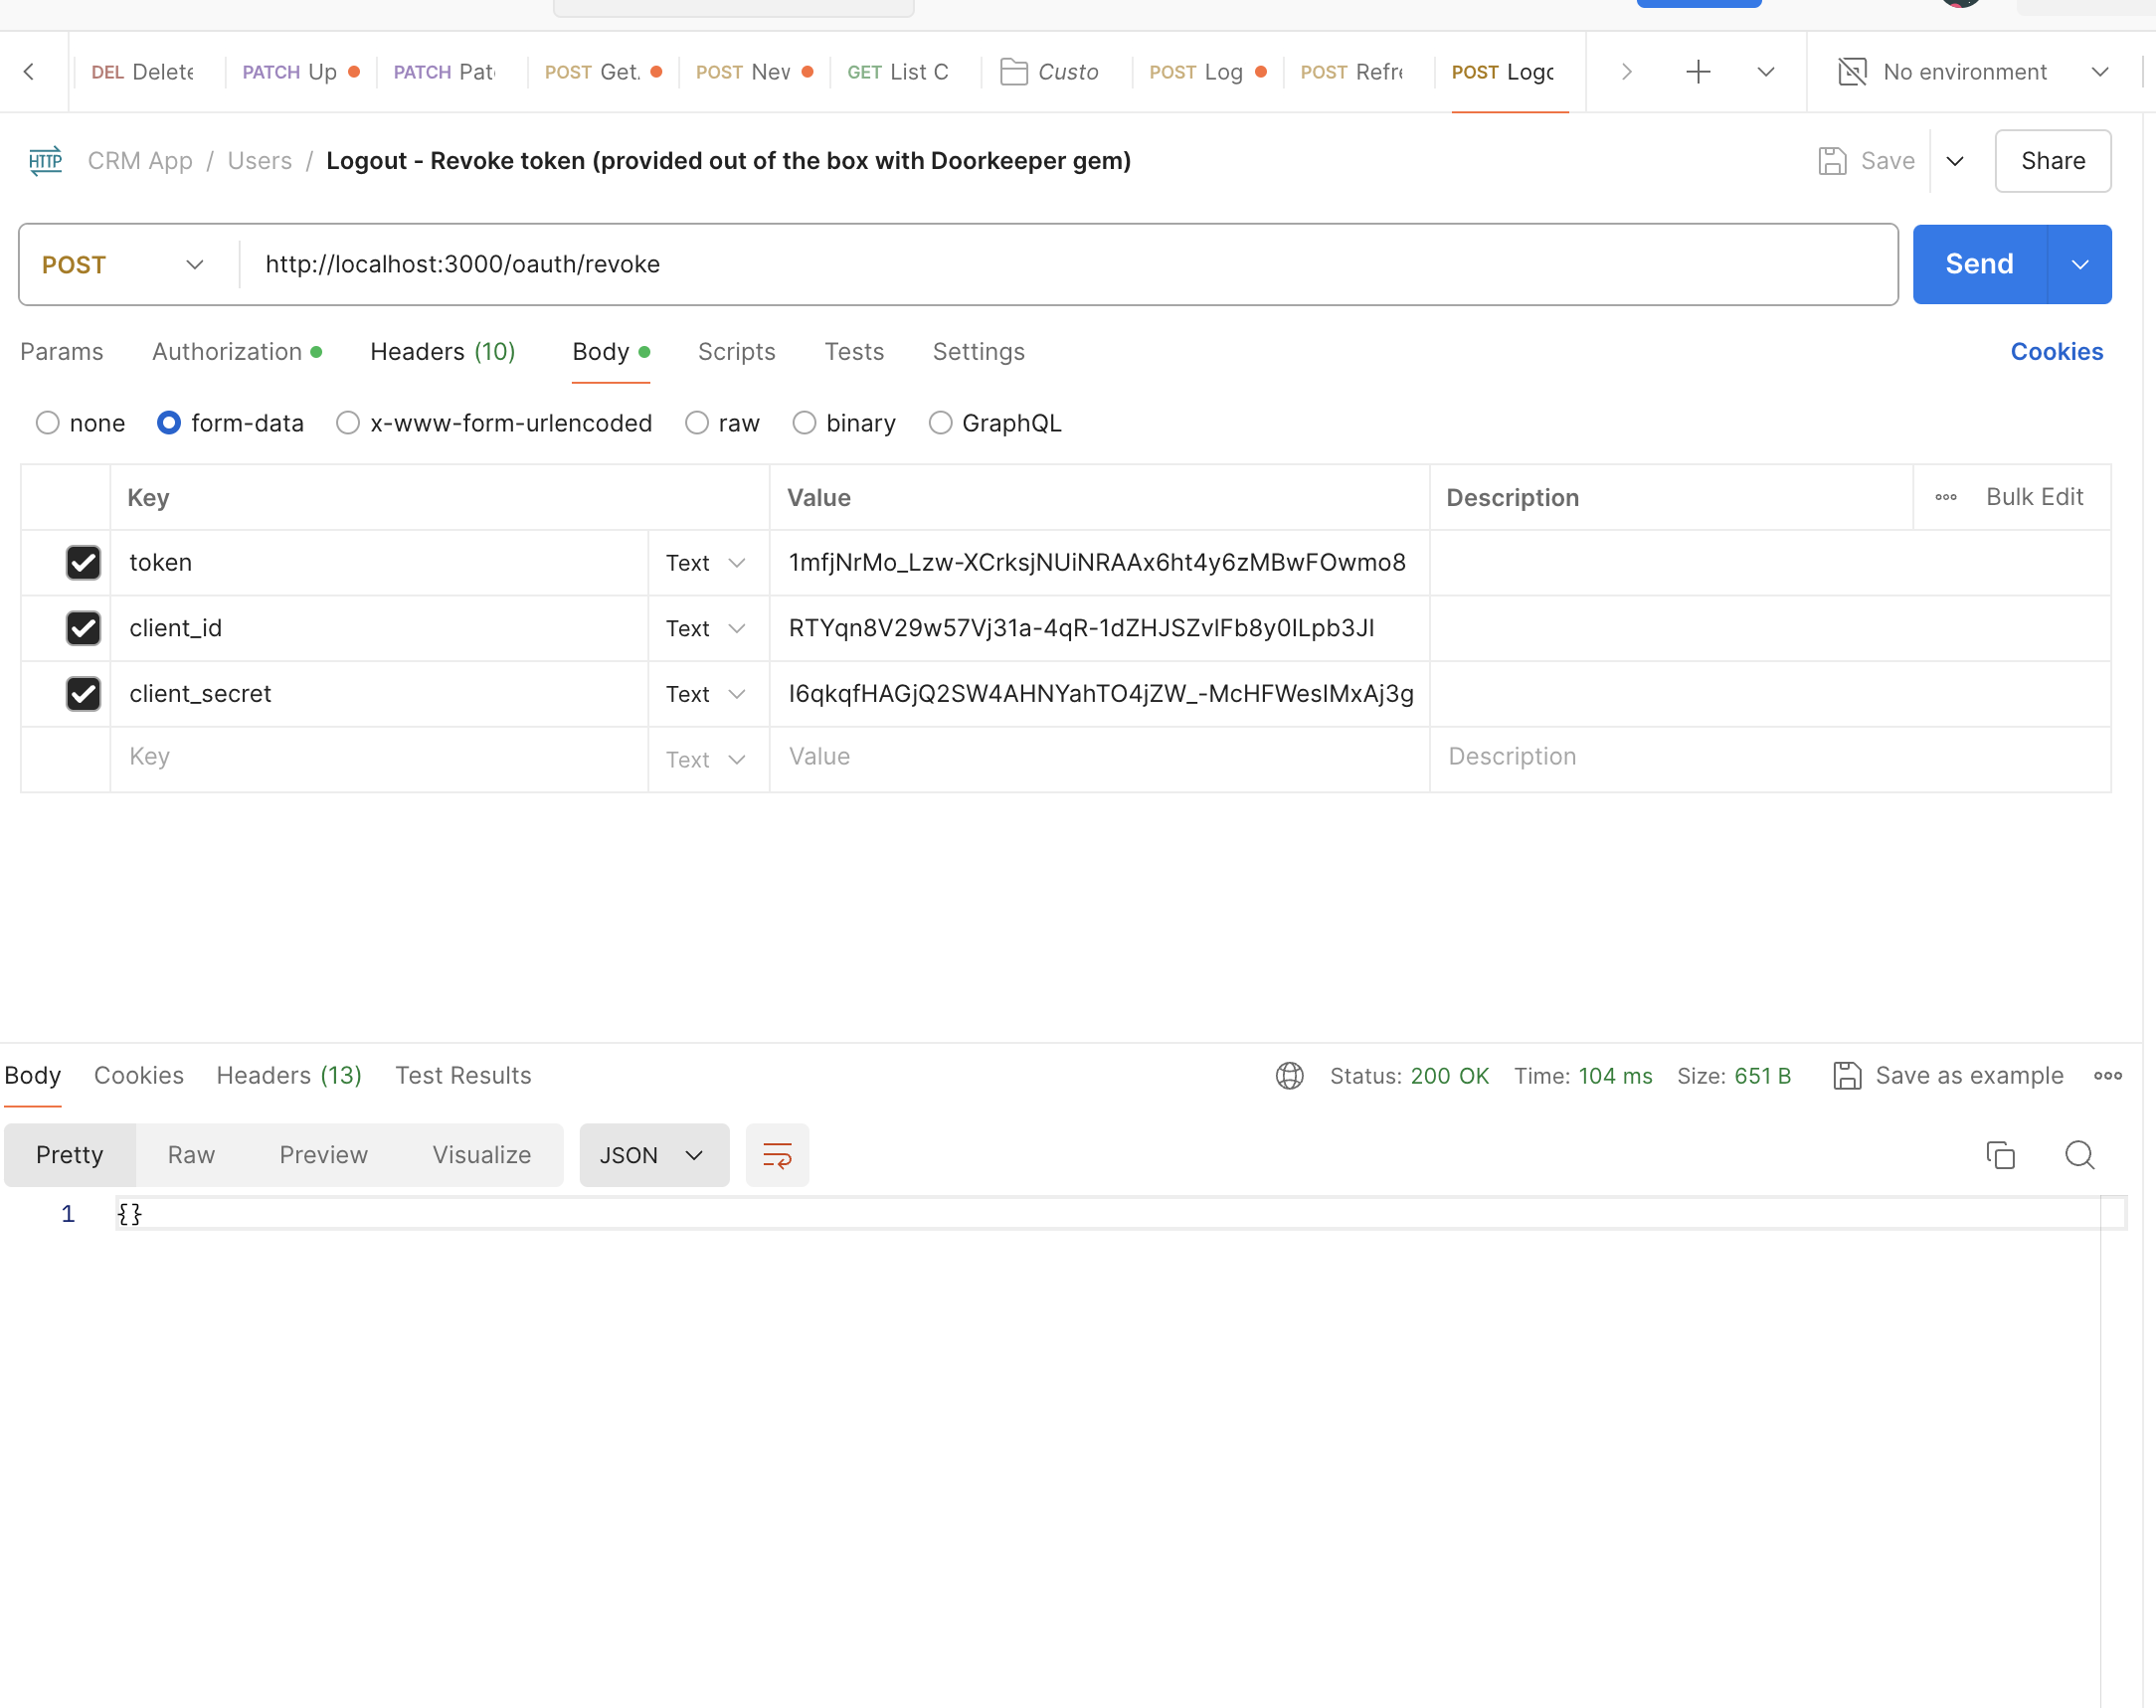 DEL Delete PATCH Up PATCH Pat POST Get. POST New GET List C Custo POST Log POST Refre POST Logo No environment
HTTP CRM App / Users / Logout - Revoke token (provided out of the box with Doorkeeper gem) Save Share
POST http://localhost:3000/oauth/revoke Send
Params Authorization Headers (10) Body Scripts Tests Settings Cookies
none form-data x-www-form-urlencoded raw binary GraphQL
Key Value Description Bulk Edit
token Text 1mfjNrMo_Lzw-XCrksjNUiNRAAx6ht4y6zMBwFOwmo8
client_id Text RTYqn8V29w57Vj31a-4qR-1dZHJSZvlFb8y0ILpb3JI
client_secret Text I6qkqfHAGjQ2SW4AHNYahTO4jZW_-McHFWesIMxAj3g
Key Text Value Description
Body Cookies Headers (13) Test Results Status: 200 OK Time: 104 ms Size: 651 B Save as example
Pretty Raw Preview Visualize JSON
1 {}